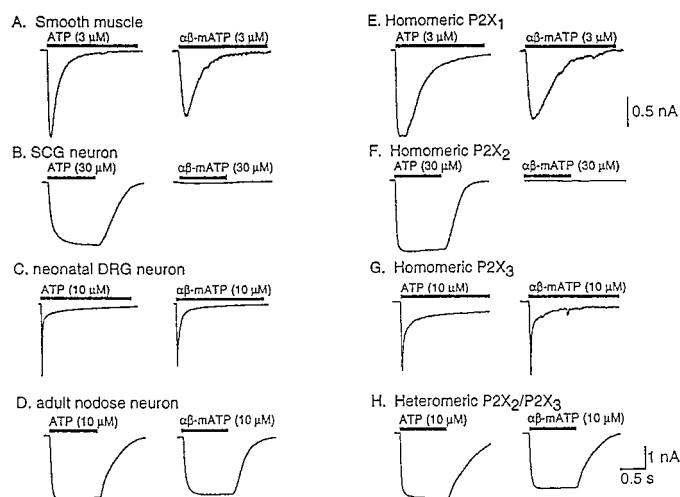 A. Smooth muscle
ATP (3 μM)
αβ-mATP (3 μM)
B. SCG neuron
ATP (30 μM)
αβ-mATP (30 μM)
C. neonatal DRG neuron
ATP (10 μM)
αβ-mATP (10 μM)
D. adult nodose neuron
ATP (10 μM)
αβ-mATP (10 μM)
E. Homomeric P2X1
ATP (3 μM)
αβ-mATP (3 μM)
0.5 nA
F. Homomeric P2X2
ATP (30 μM)
αβ-mATP (30 μM)
G. Homomeric P2X3
ATP (10 μM)
αβ-mATP (10 μM)
H. Heteromeric P2X2/P2X3
ATP (10 μM)
αβ-mATP (10 μM)
1 nA
0.5 s